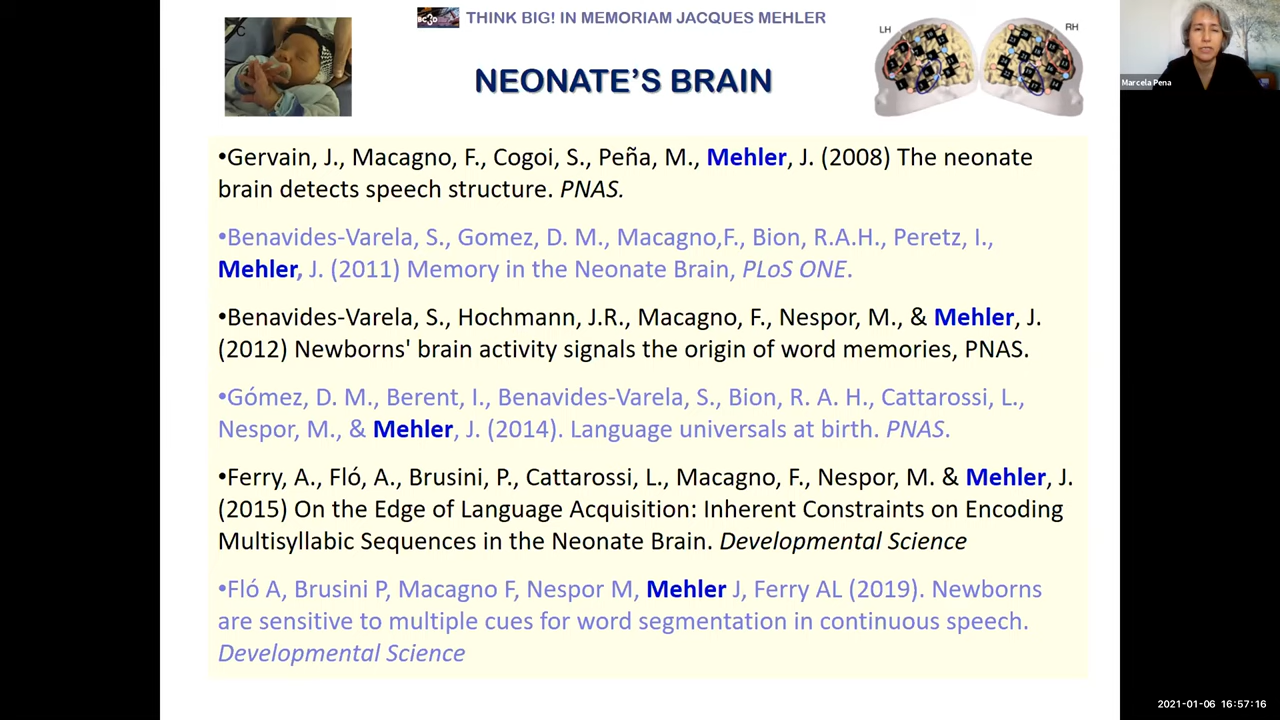 THINK BIG! IN MEMORIAM JACQUES MEHLER
NEONATE'S BRAIN
LH
RH
Marcela Pena
•Gervain, J., Macagno, F., Cogoi, S., Peña, M., Mehler, J. (2008) The neonate
brain detects speech structure. PNAS.
•Benavides-Varela, S., Gomez, D. M., Macagno,F., Bion, R.A.H., Peretz, I.,
Mehler, J. (2011) Memory in the Neonate Brain, PLoS ONE.
•Benavides-Varela, S., Hochmann, J.R., Macagno, F., Nespor, M., & Mehler, J.
(2012) Newborns' brain activity signals the origin of word memories, PNAS.
•Gómez, D. M., Berent, I., Benavides-Varela, S., Bion, R. A. H., Cattarossi, L.,
Nespor, M., & Mehler, J. (2014). Language universals at birth. PNAS.
•Ferry, A., Fló, A., Brusini, P., Cattarossi, L., Macagno, F., Nespor, M. & Mehler, J.
(2015) On the Edge of Language Acquisition: Inherent Constraints on Encoding
Multisyllabic Sequences in the Neonate Brain. Developmental Science
•Fló A, Brusini P, Macagno F, Nespor M, Mehler J, Ferry AL (2019). Newborns
are sensitive to multiple cues for word segmentation in continuous speech.
Developmental Science
2021-01-06 16:57:16